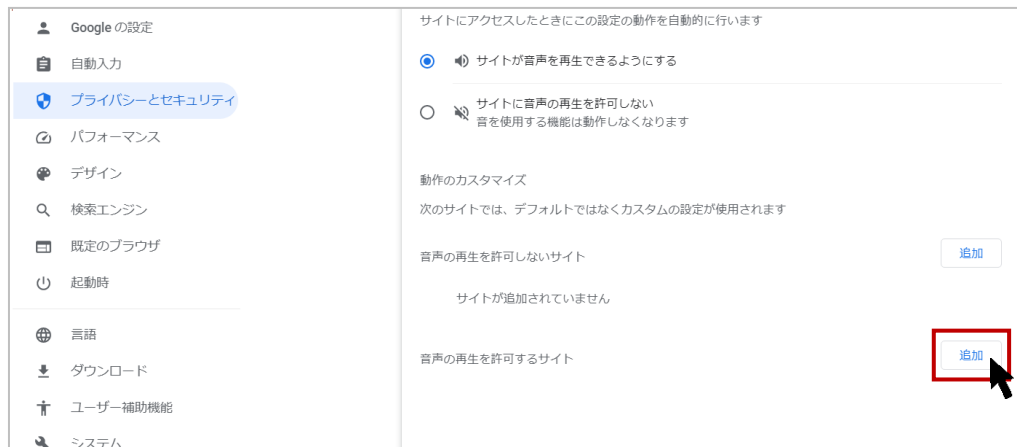 Google の設定
自動入力
プライバシーとセキュリティ
パフォーマンス
デザイン
検索エンジン
既定のブラウザ
起動時
言語
ダウンロード
ユーザー補助機能
システム
サイトにアクセスしたときにこの設定の動作を自動的に行います
サイトが音声を再生できるようにする
サイトに音声の再生を許可しない
音を使用する機能は動作しなくなります
動作のカスタマイズ
次のサイトでは、デフォルトではなくカスタムの設定が使用されます
音声の再生を許可しないサイト
追加
サイトが追加されていません
音声の再生を許可するサイト
追加